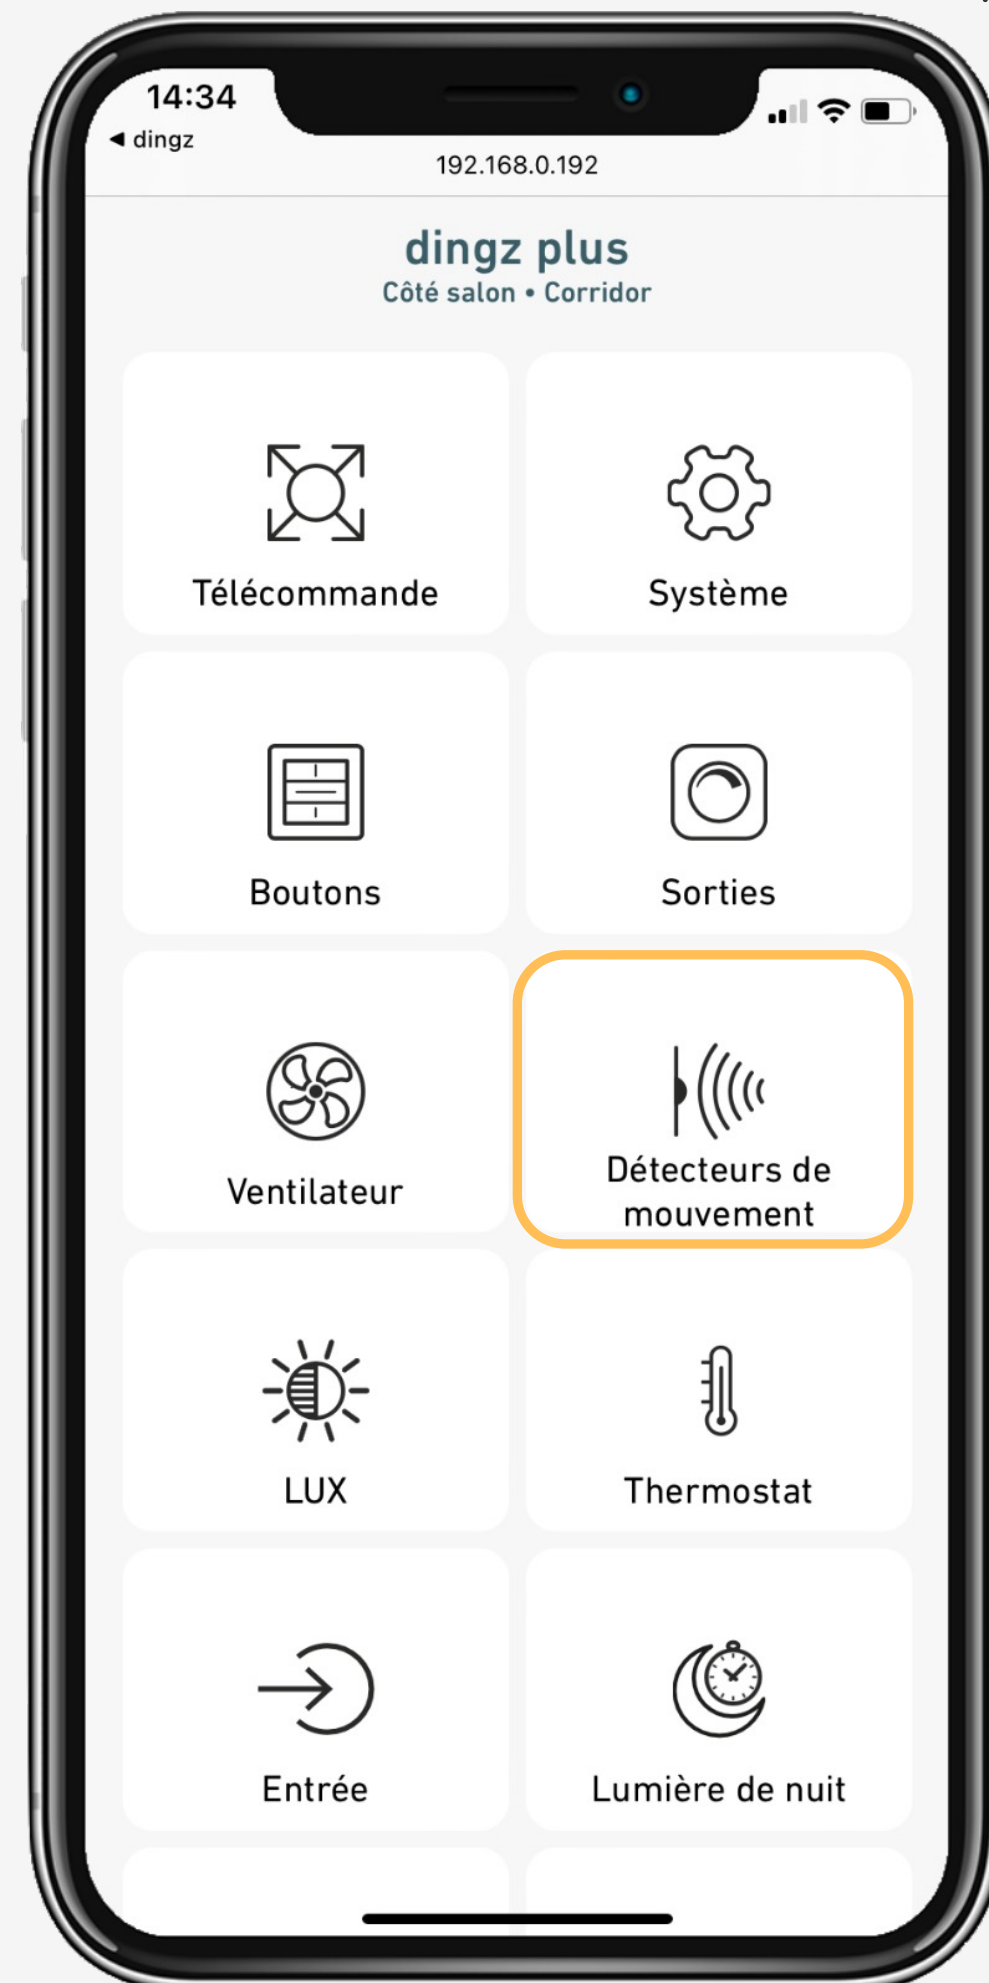 14:34
◀ dingz
192.168.0.192
dingz plus
Côté salon • Corridor
Télécommande
Système
Boutons
Sorties
Ventilateur
Détecteurs de
mouvement
LUX
Thermostat
Entrée
Lumière de nuit